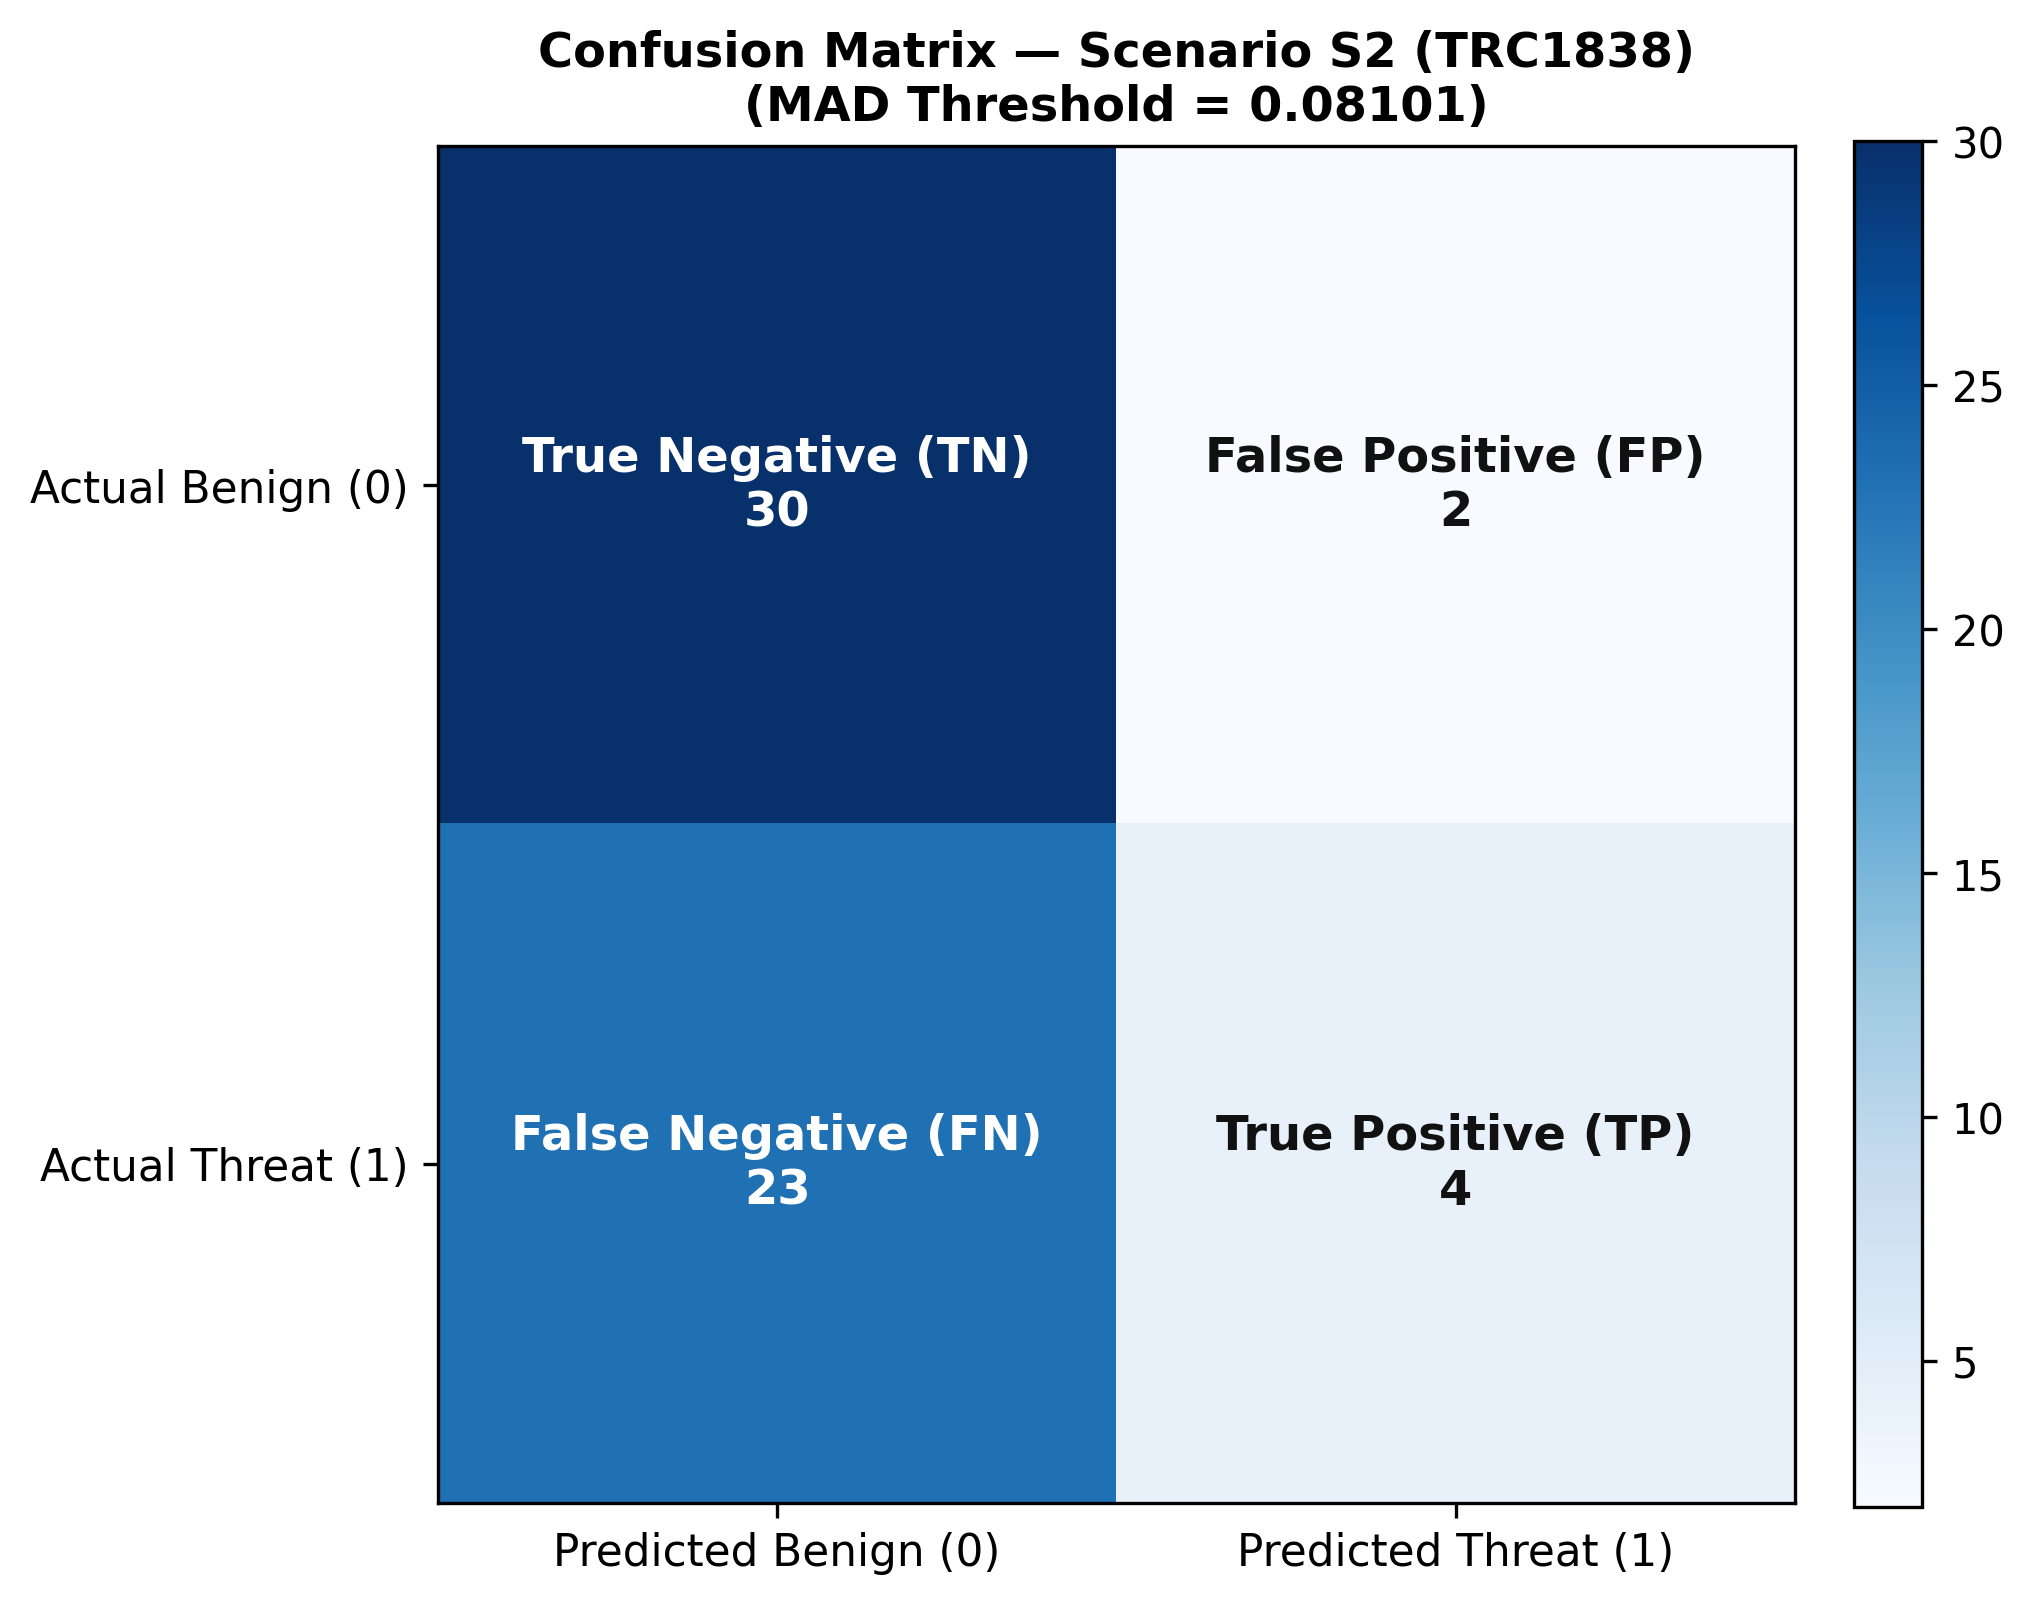 Confusion Matrix — Scenario S2 (TRC1838)
(MAD Threshold = 0.08101)
Actual Benign (0)
True Negative (TN)
30
False Positive (FP)
2
Actual Threat (1)
False Negative (FN)
23
True Positive (TP)
4
Predicted Benign (0)
Predicted Threat (1)
30
25
20
15
10
5